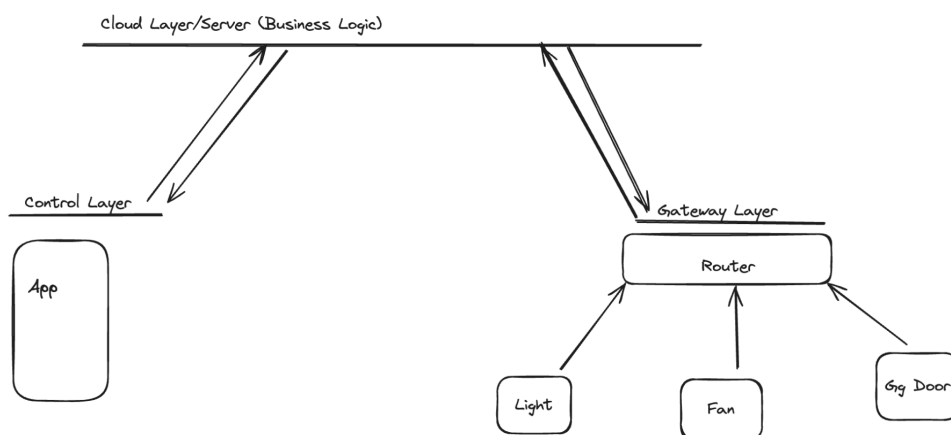 Cloud Layer/Server (Business Logic)
Control Layer
Gateway Layer
App
Router
Light
Fan
Gg Door